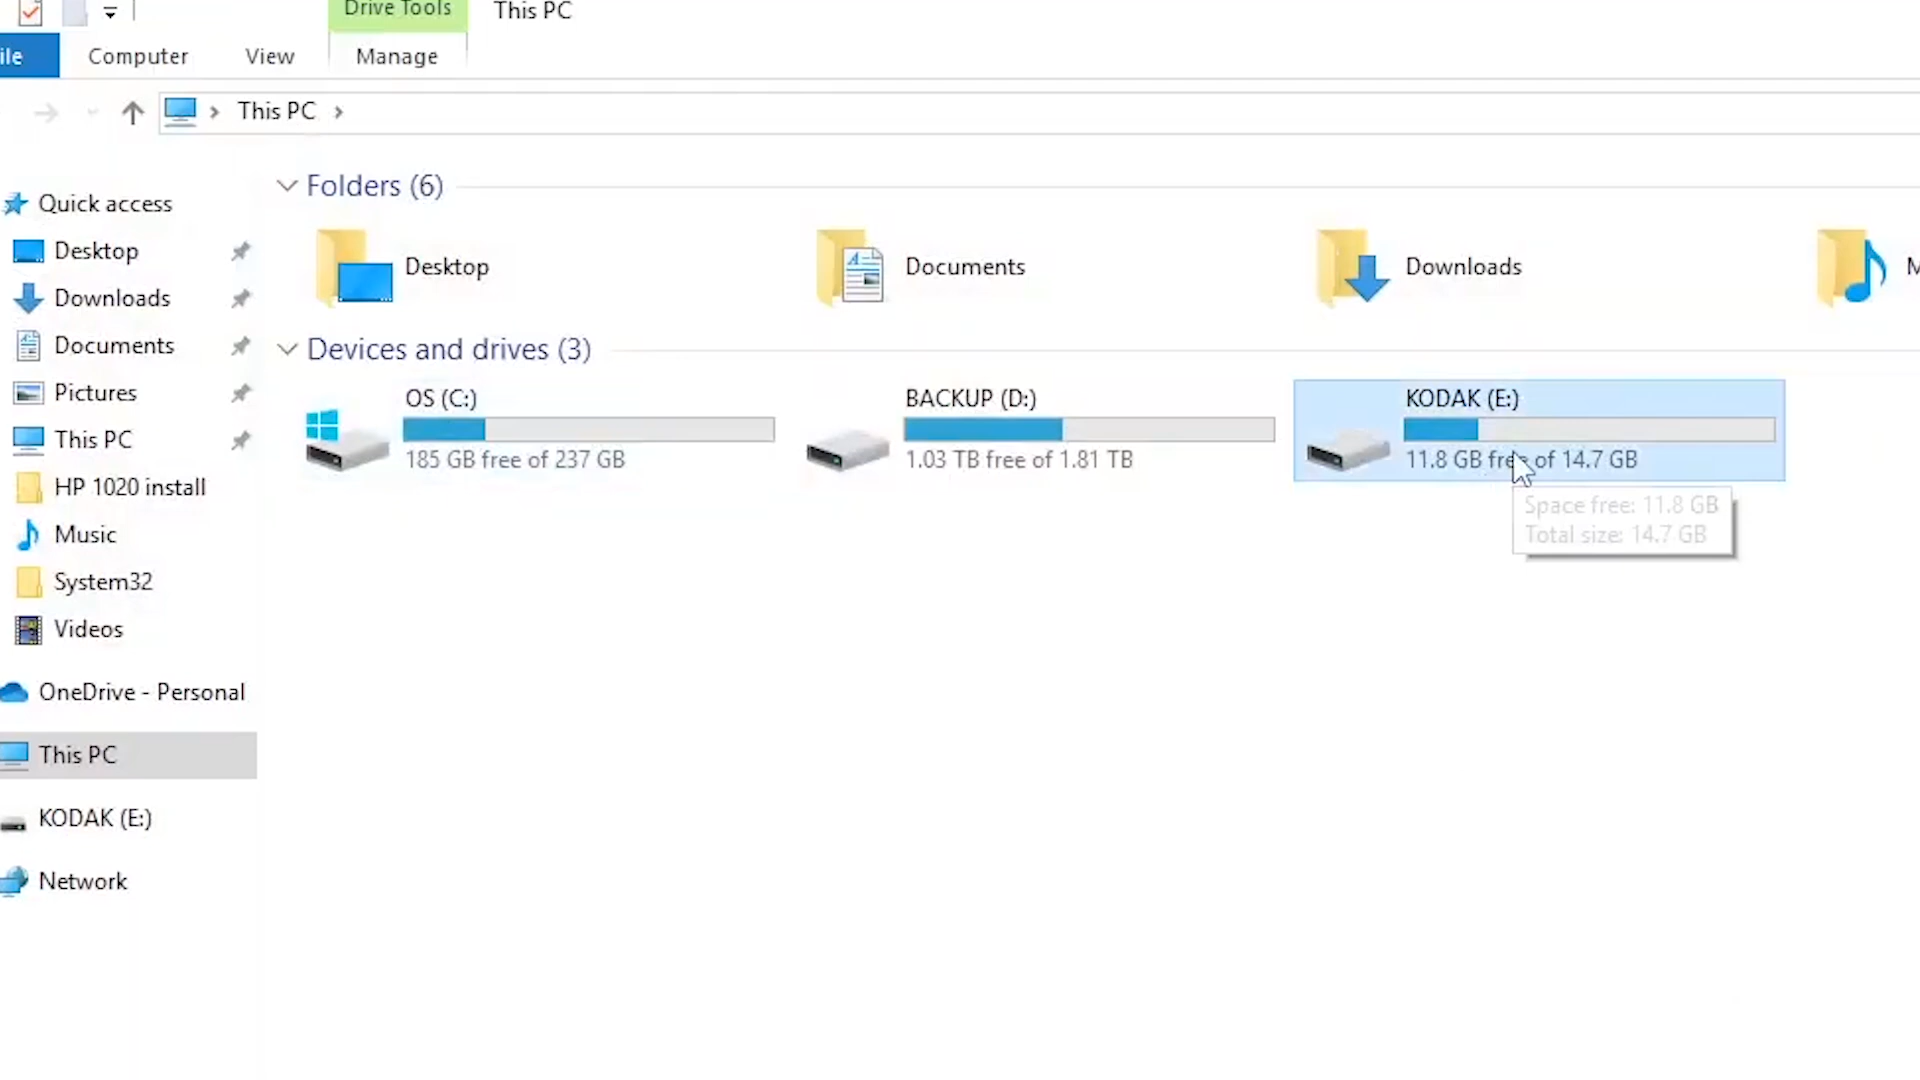 Drive Tools
This PC
ile
Computer
View
Manage
This PC
Quick access
Desktop
Downloads
Documents
Pictures
This PC
HP 1020 install
Music
System32
Videos
OneDrive - Personal
This PC
KODAK (E:)
Network
Folders (6)
Desktop
Documents
Downloads
M
Devices and drives (3)
OS (C:)
185 GB free of 237 GB
BACKUP (D:)
1.03 TB free of 1.81 TB
KODAK (E:)
11.8 GB free of 14.7 GB
Space free: 11.8 GB
Total size: 14.7 GB